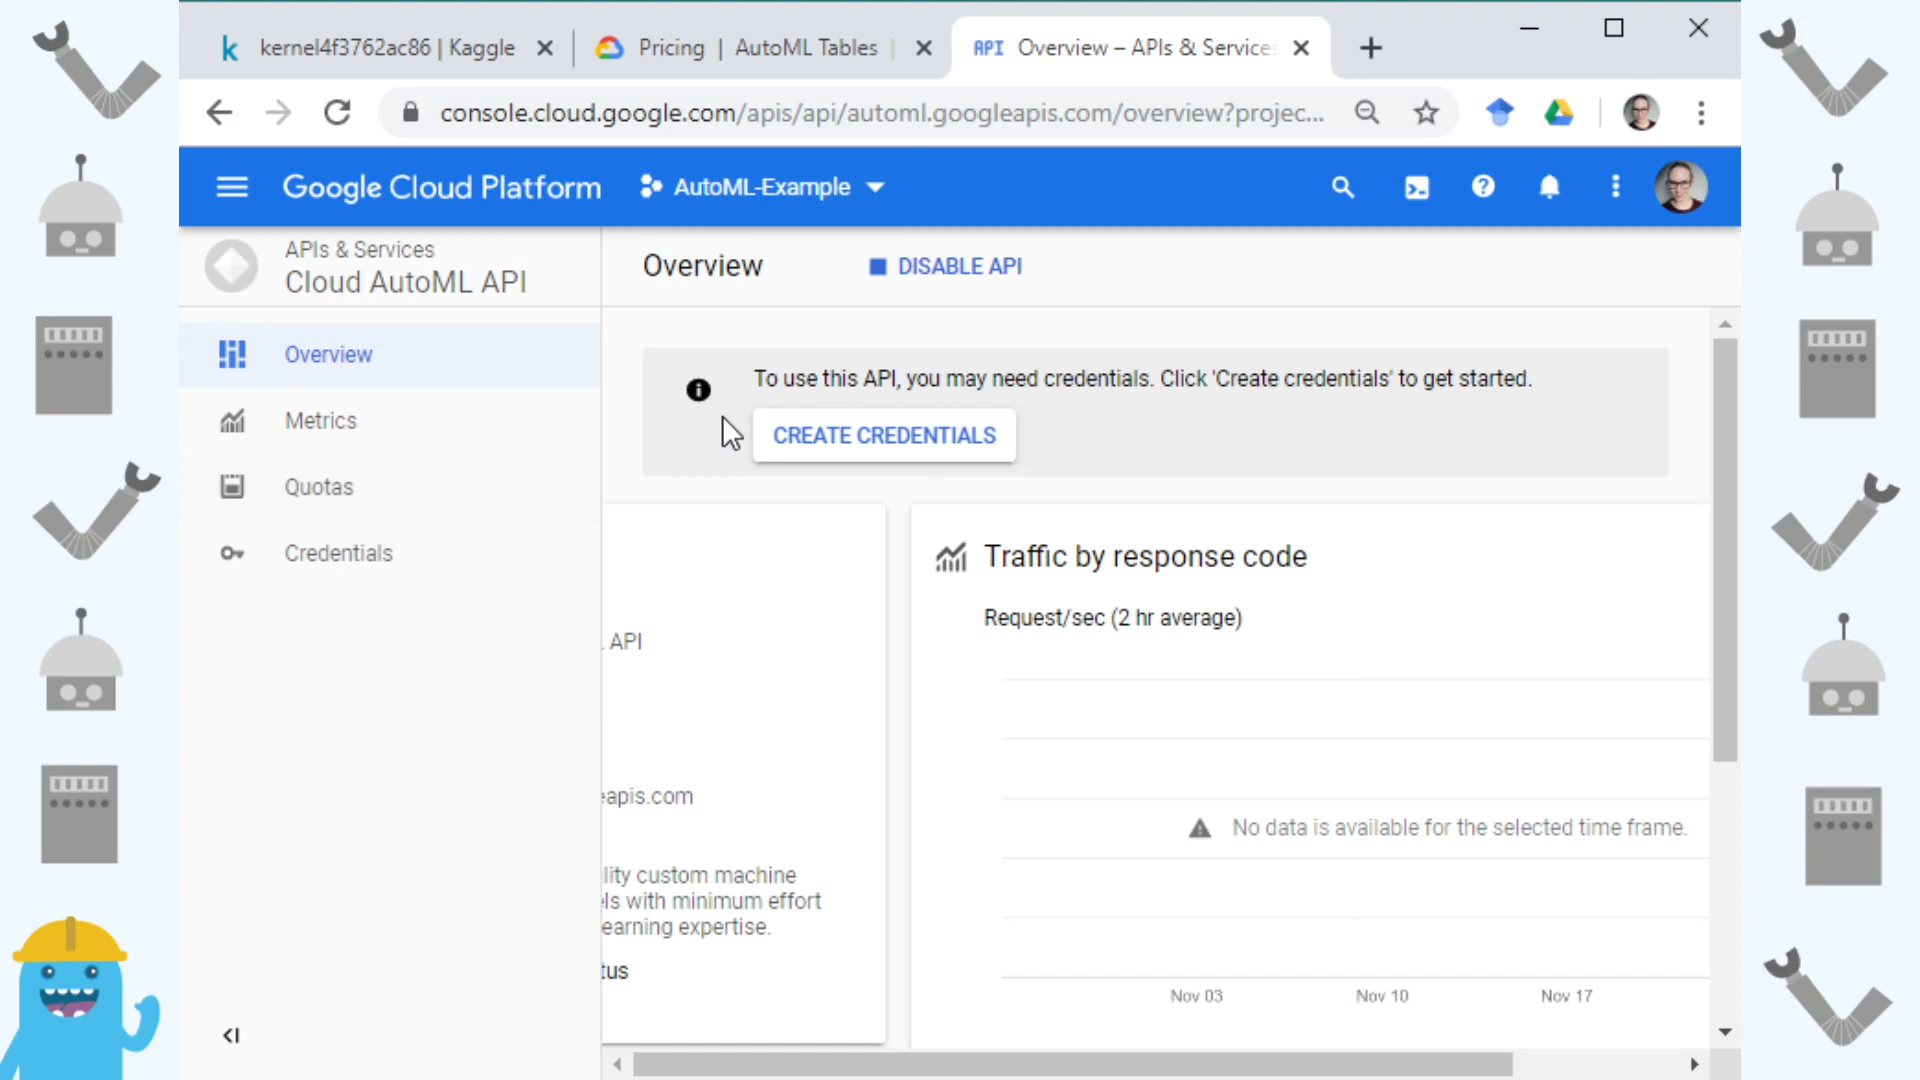 kernel4f3762ac86 | Kaggle
Pricing | AutoML Tables |
API Overview – APIs & Services
console.cloud.google.com/apis/api/automl.googleapis.com/overview?projec...
Google Cloud Platform
AutoML-Example
APIs & Services
Cloud AutoML API
Overview
DISABLE API
Overview
Metrics
Quotas
Credentials
To use this API, you may need credentials. Click 'Create credentials' to get started.
CREATE CREDENTIALS
API
eapis.com
lity custom machine
els with minimum effort
earning expertise.
tus
Traffic by response code
Request/sec (2 hr average)
No data is available for the selected time frame.
Nov 03
Nov 10
Nov 17